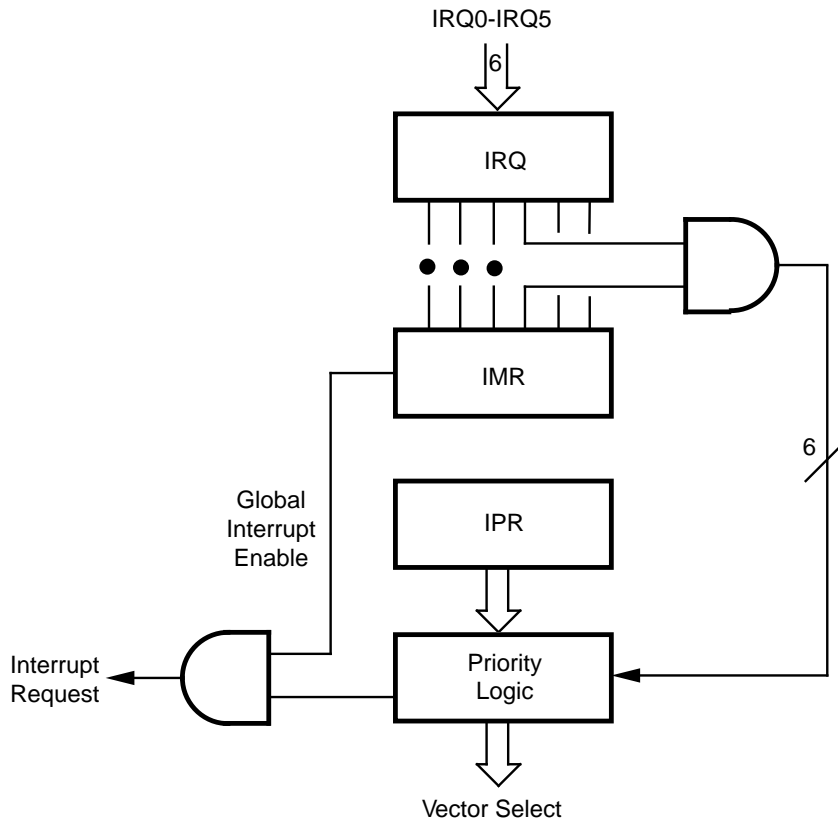 IRQ0-IRQ5
6
IRQ
IMR
6
Global
Interrupt
Enable
IPR
Interrupt
Request
Priority
Logic
Vector Select